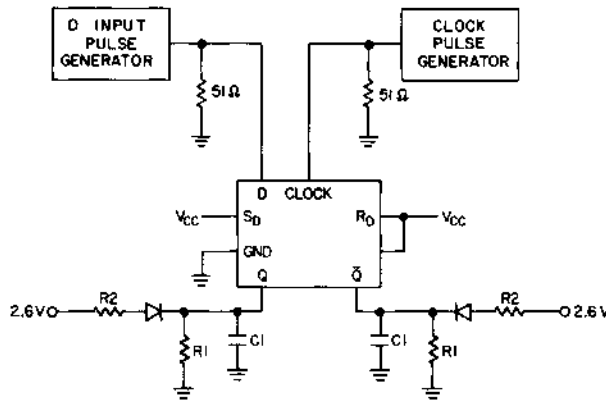 D INPUT
PULSE
GENERATOR
CLOCK
PULSE
GENERATOR
51Ω
51Ω
D CLOCK
VCC
SD
RD
VCC
GND
Q
Q̄
2.6V
R2
R1
C1
C1
R1
R2
2.6V